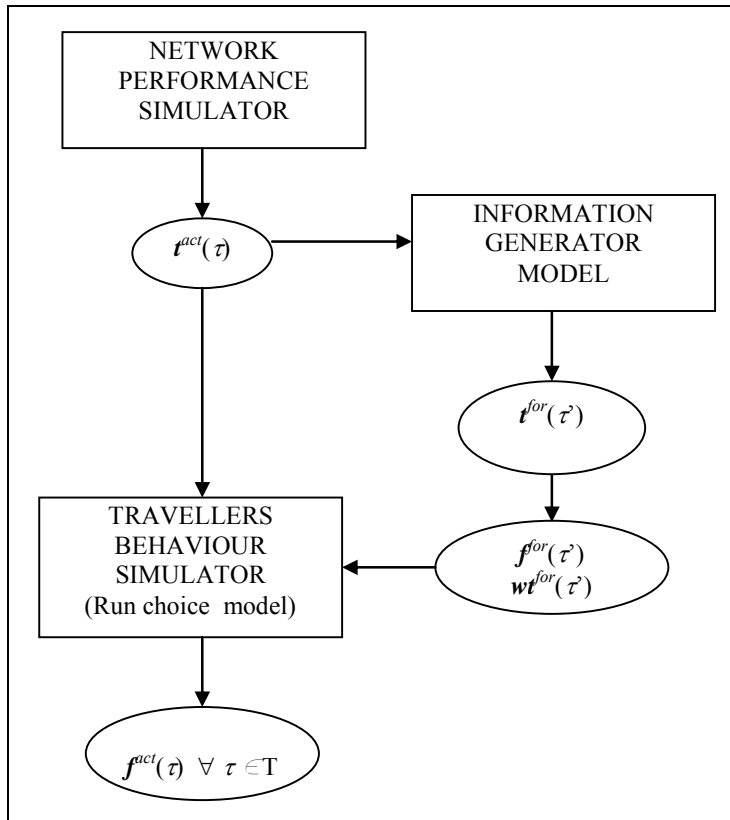 NETWORK
PERFORMANCE
SIMULATOR
t^act(τ)
INFORMATION
GENERATOR
MODEL
t^for(τ')
TRAVELLERS
BEHAVIOUR
SIMULATOR
(Run choice model)
f^for(τ')
wt^for(τ')
f^act(τ) ∀ τ ∈T